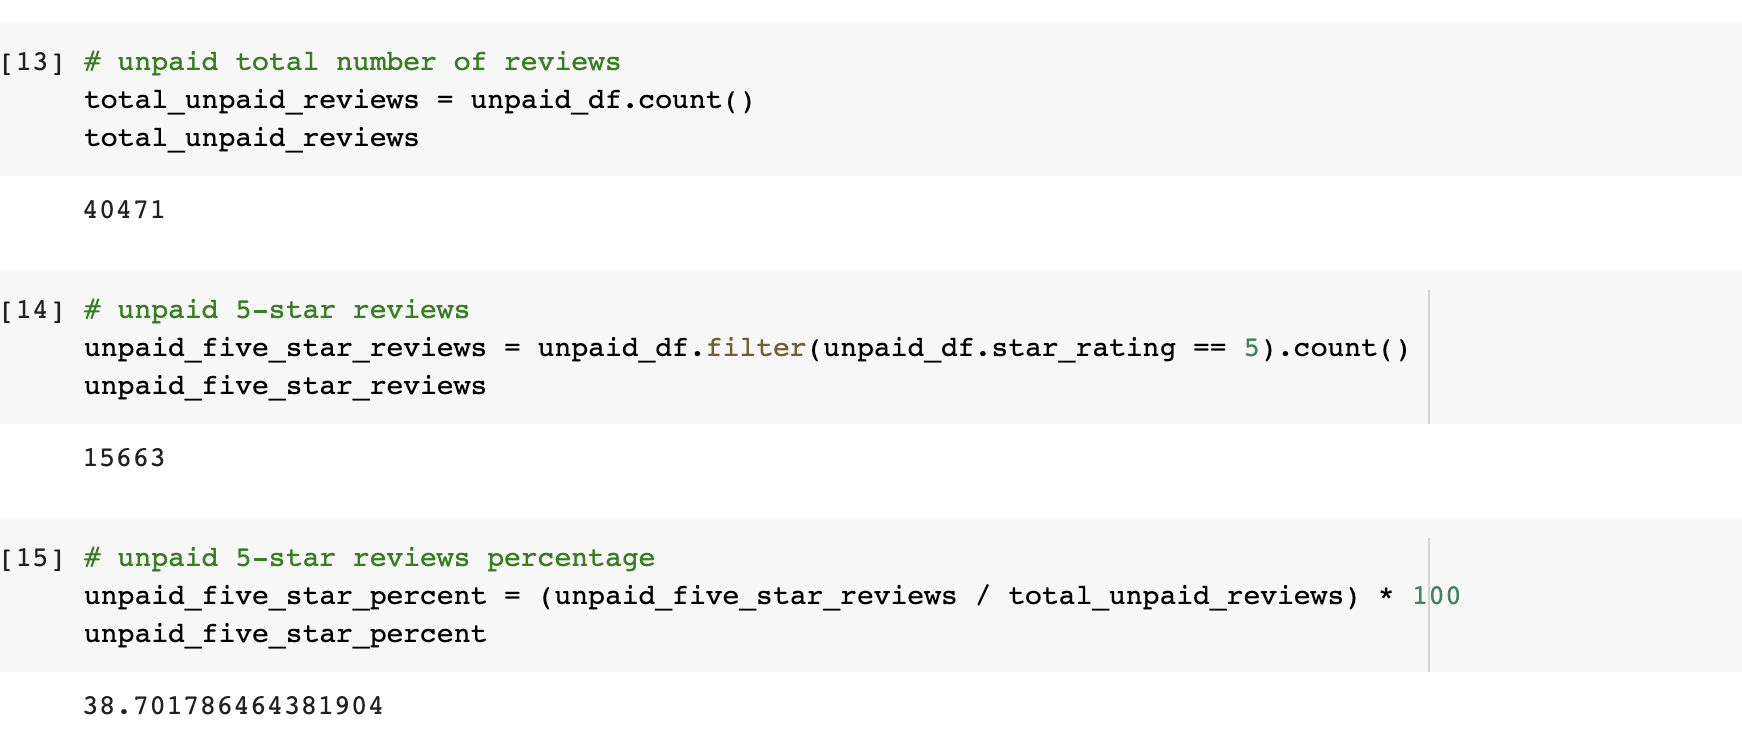 [13] # unpaid total number of reviews
total_unpaid_reviews = unpaid_df.count()
total_unpaid_reviews
40471
[14] # unpaid 5-star reviews
unpaid_five_star_reviews = unpaid_df.filter(unpaid_df.star_rating == 5).count()
unpaid_five_star_reviews
15663
[15] # unpaid 5-star reviews percentage
unpaid_five_star_percent = (unpaid_five_star_reviews / total_unpaid_reviews) * 100
unpaid_five_star_percent
38.701786464381904